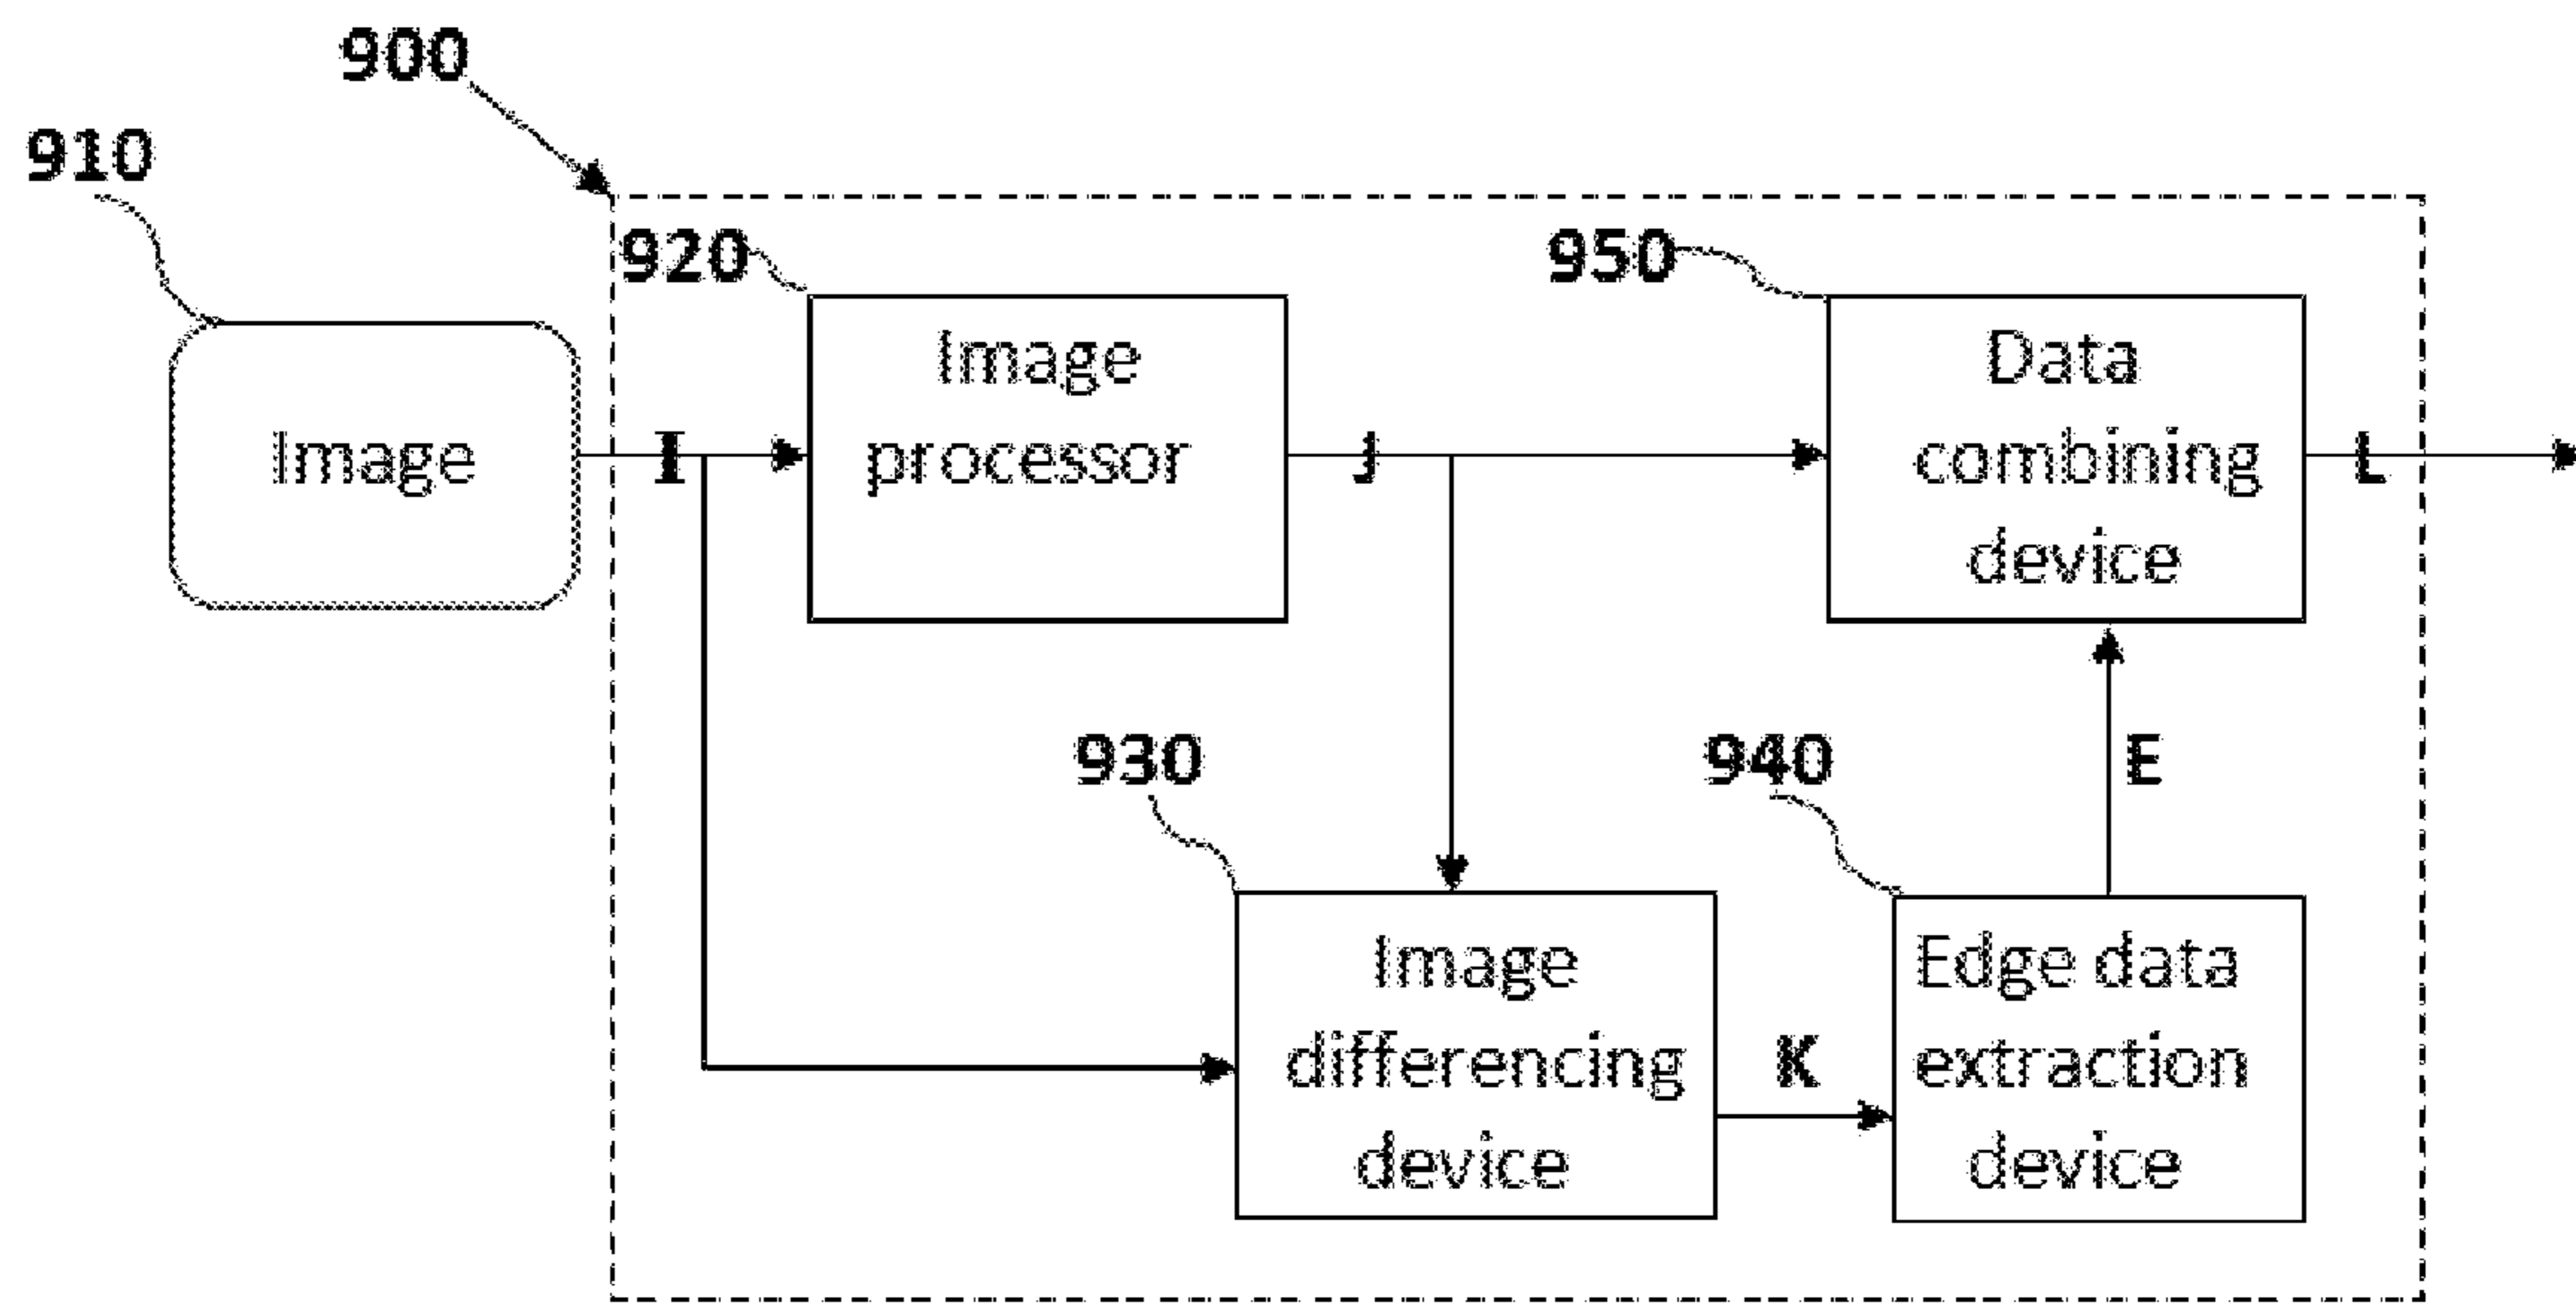 900
910
920
950
Image
processor
Data
combining
device
Image
I
J
L
930
940
E
Image
differencing
device
K
Edge data
extraction
device